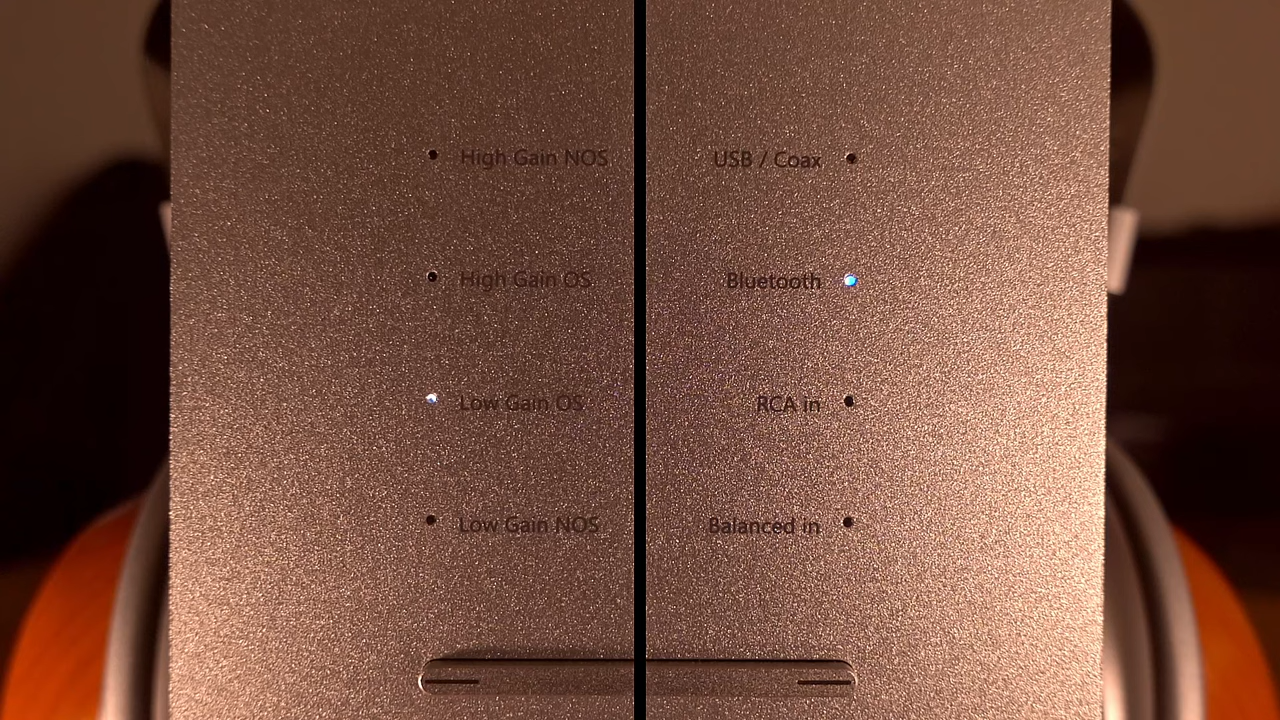 High Gain NOS
High Gain OS
Low Gain OS
Low Gain NOS
USB / Coax
Bluetooth
RCA in
Balanced in